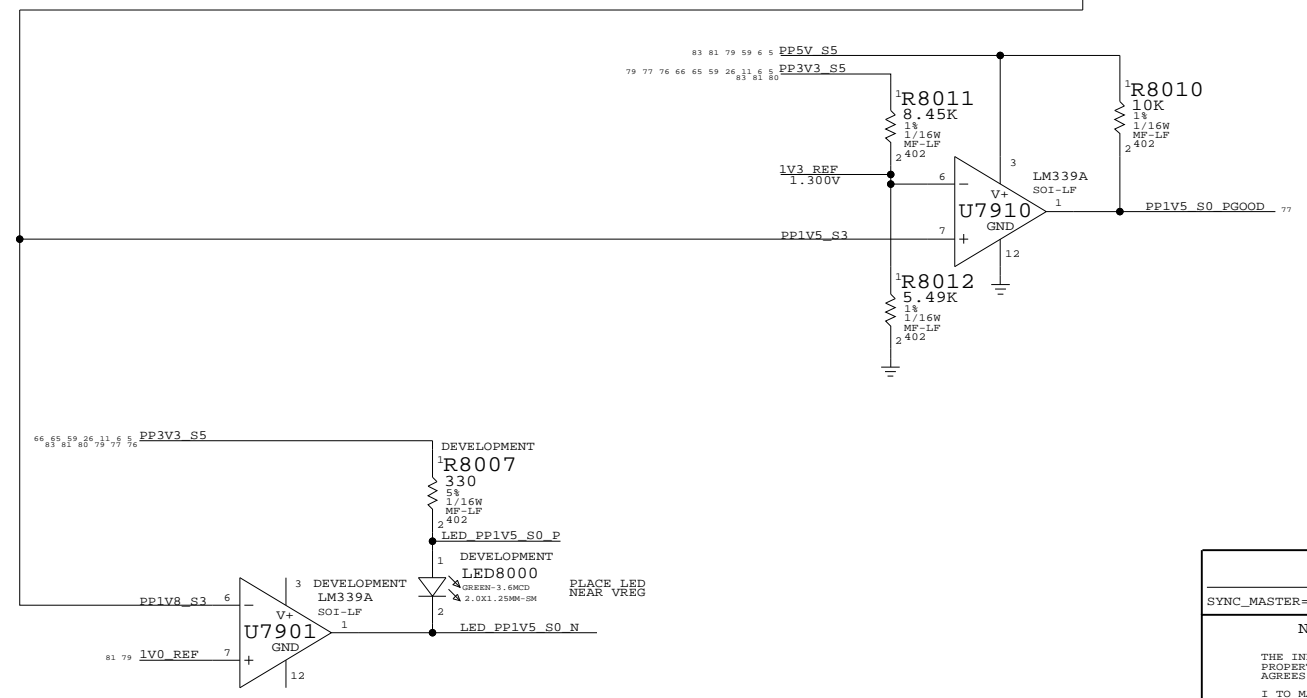 83 81 79 59 6 5 PP5V_S5
79 77 76 66 65 59 26 11 6 5 PP3V3_S5
83 81 80
1 R8011
8.45K
1%
1/16W
MF-LF
2 402
1 R8010
10K
1%
1/16W
MF-LF
2 402
1V3_REF
1.300V
6
3
LM339A
SOI-LF
V+
U7910
GND
1
PP1V5_S0_PGOOD 77
PP1V5_S3
7
12
1 R8012
5.49K
1%
1/16W
MF-LF
2 402
66 65 59 26 11 6 5 PP3V3_S5
83 81 80 79 77 76
DEVELOPMENT
1 R8007
330
5%
1/16W
MF-LF
2 402
LED_PP1V5_S0_P
1
DEVELOPMENT
LED8000
GREEN-3.6MCD
2.0X1.25MM-SM
2
PLACE LED
NEAR VREG
3 DEVELOPMENT
LM339A
SOI-LF
PP1V8_S3 6
V+
U7901
GND
1
LED_PP1V5_S0_N
81 79 1V0_REF 7
12
SYNC_MASTER=
N
THE IN
PROPER
AGREES
I TO M